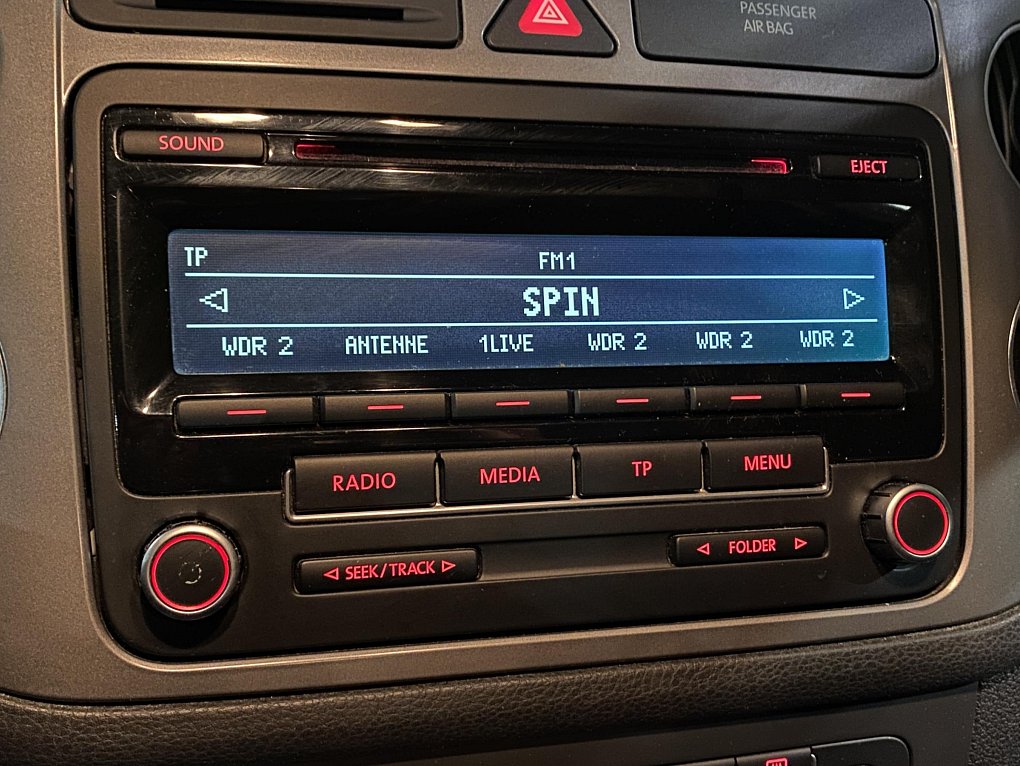 PASSENGER
AIR BAG
SOUND
EJECT
TP FM1
SPIN
WDR 2 ANTENNE 1LIVE WDR 2 WDR 2 WDR 2
RADIO MEDIA TP MENU
SEEK/TRACK FOLDER